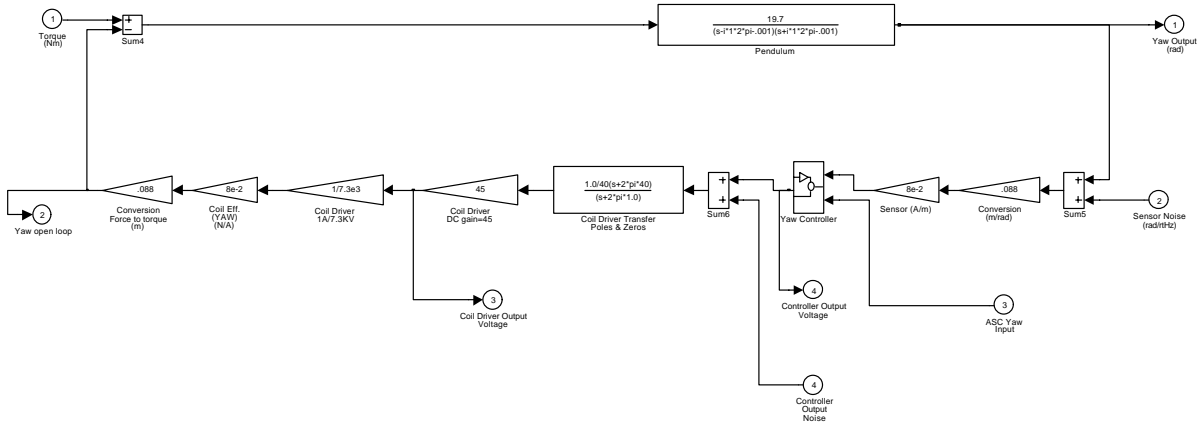 1
Torque
(Nm)
+
−
Sum4
19.7
(s-i*1*2*pi-.001)(s+i*1*2*pi-.001)
Pendulum
1
Yaw Output
(rad)
2
Yaw open loop
.088
Conversion
Force to torque
(m)
8e-2
Coil Eff.
(YAW)
(N/A)
1/7.3e3
Coil Driver
1A/7.3KV
45
Coil Driver
DC gain=45
1.0/40(s+2*pi*40)
(s+2*pi*1.0)
Coil Driver Transfer
Poles & Zeros
+
+
Sum6
Yaw Controller
8e-2
Sensor (A/m)
.088
Conversion
(m/rad)
+
+
Sum5
2
Sensor Noise
(rad/rtHz)
3
Coil Driver Output
Voltage
4
Controller Output
Voltage
3
ASC Yaw
Input
4
Controller
Output
Noise